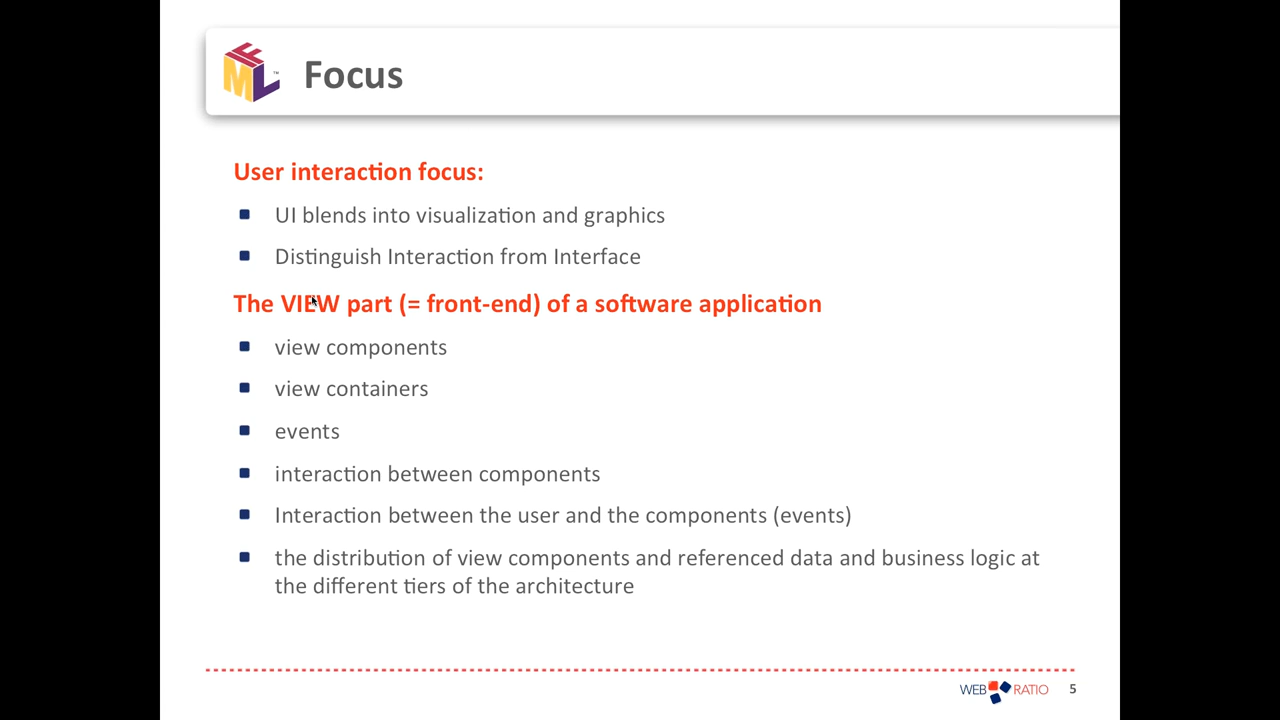 IFML™
Focus
User interaction focus:
UI blends into visualization and graphics
Distinguish Interaction from Interface
The VIEW part (= front-end) of a software application
view components
view containers
events
interaction between components
Interaction between the user and the components (events)
the distribution of view components and referenced data and business logic at
the different tiers of the architecture
WEB RATIO
5